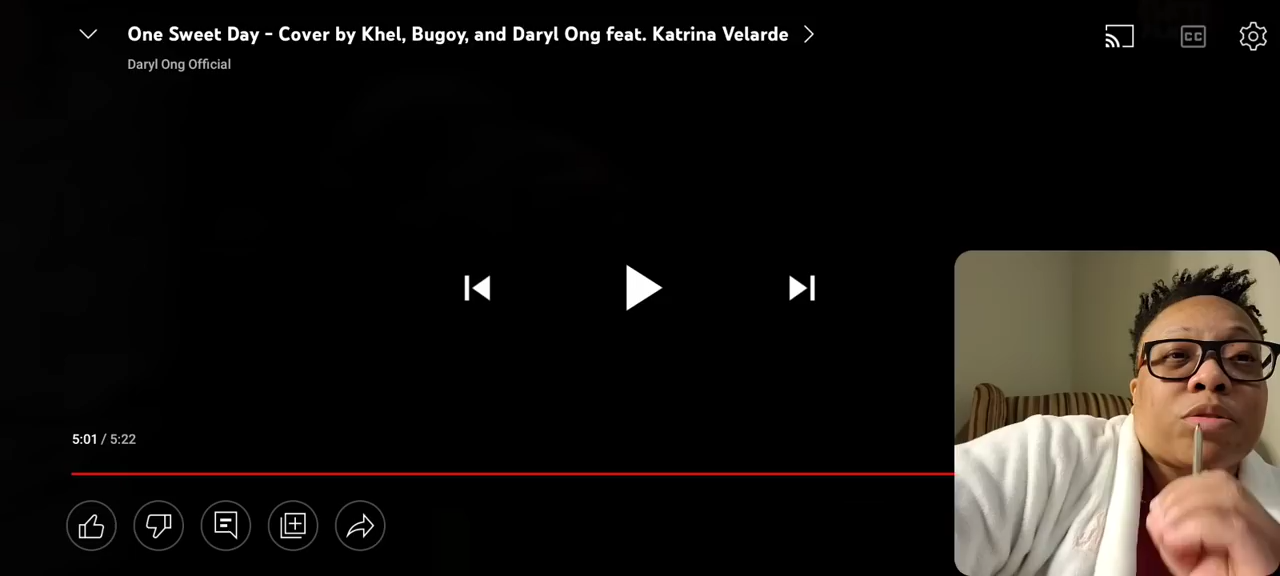 One Sweet Day - Cover by Khel, Bugoy, and Daryl Ong feat. Katrina Velarde
Daryl Ong Official
CC
5:01 / 5:22